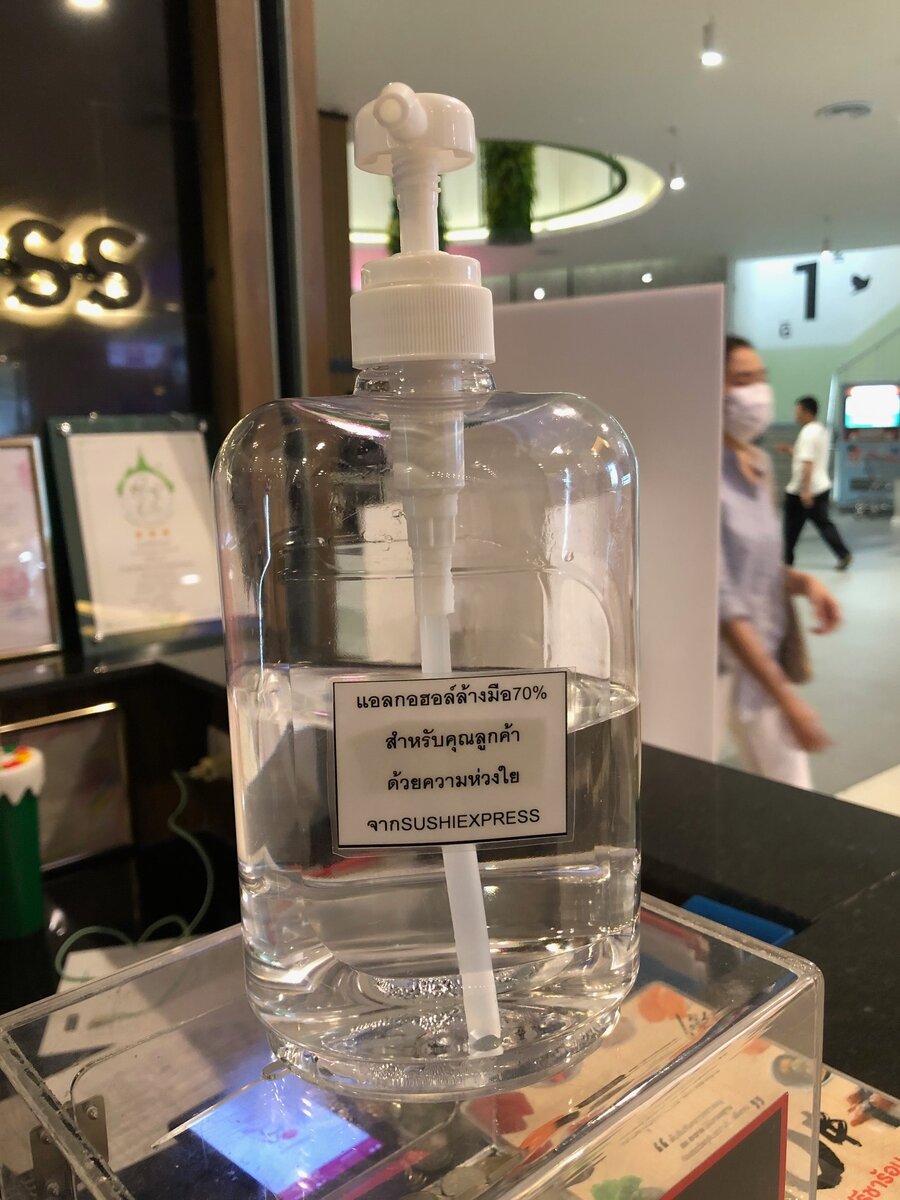 ss
1
G
แอลกอฮอล์ล้างมือ70%
สำหรับคุณลูกค้า
ด้วยความห่วงใย
จากSUSHIEXPRESS